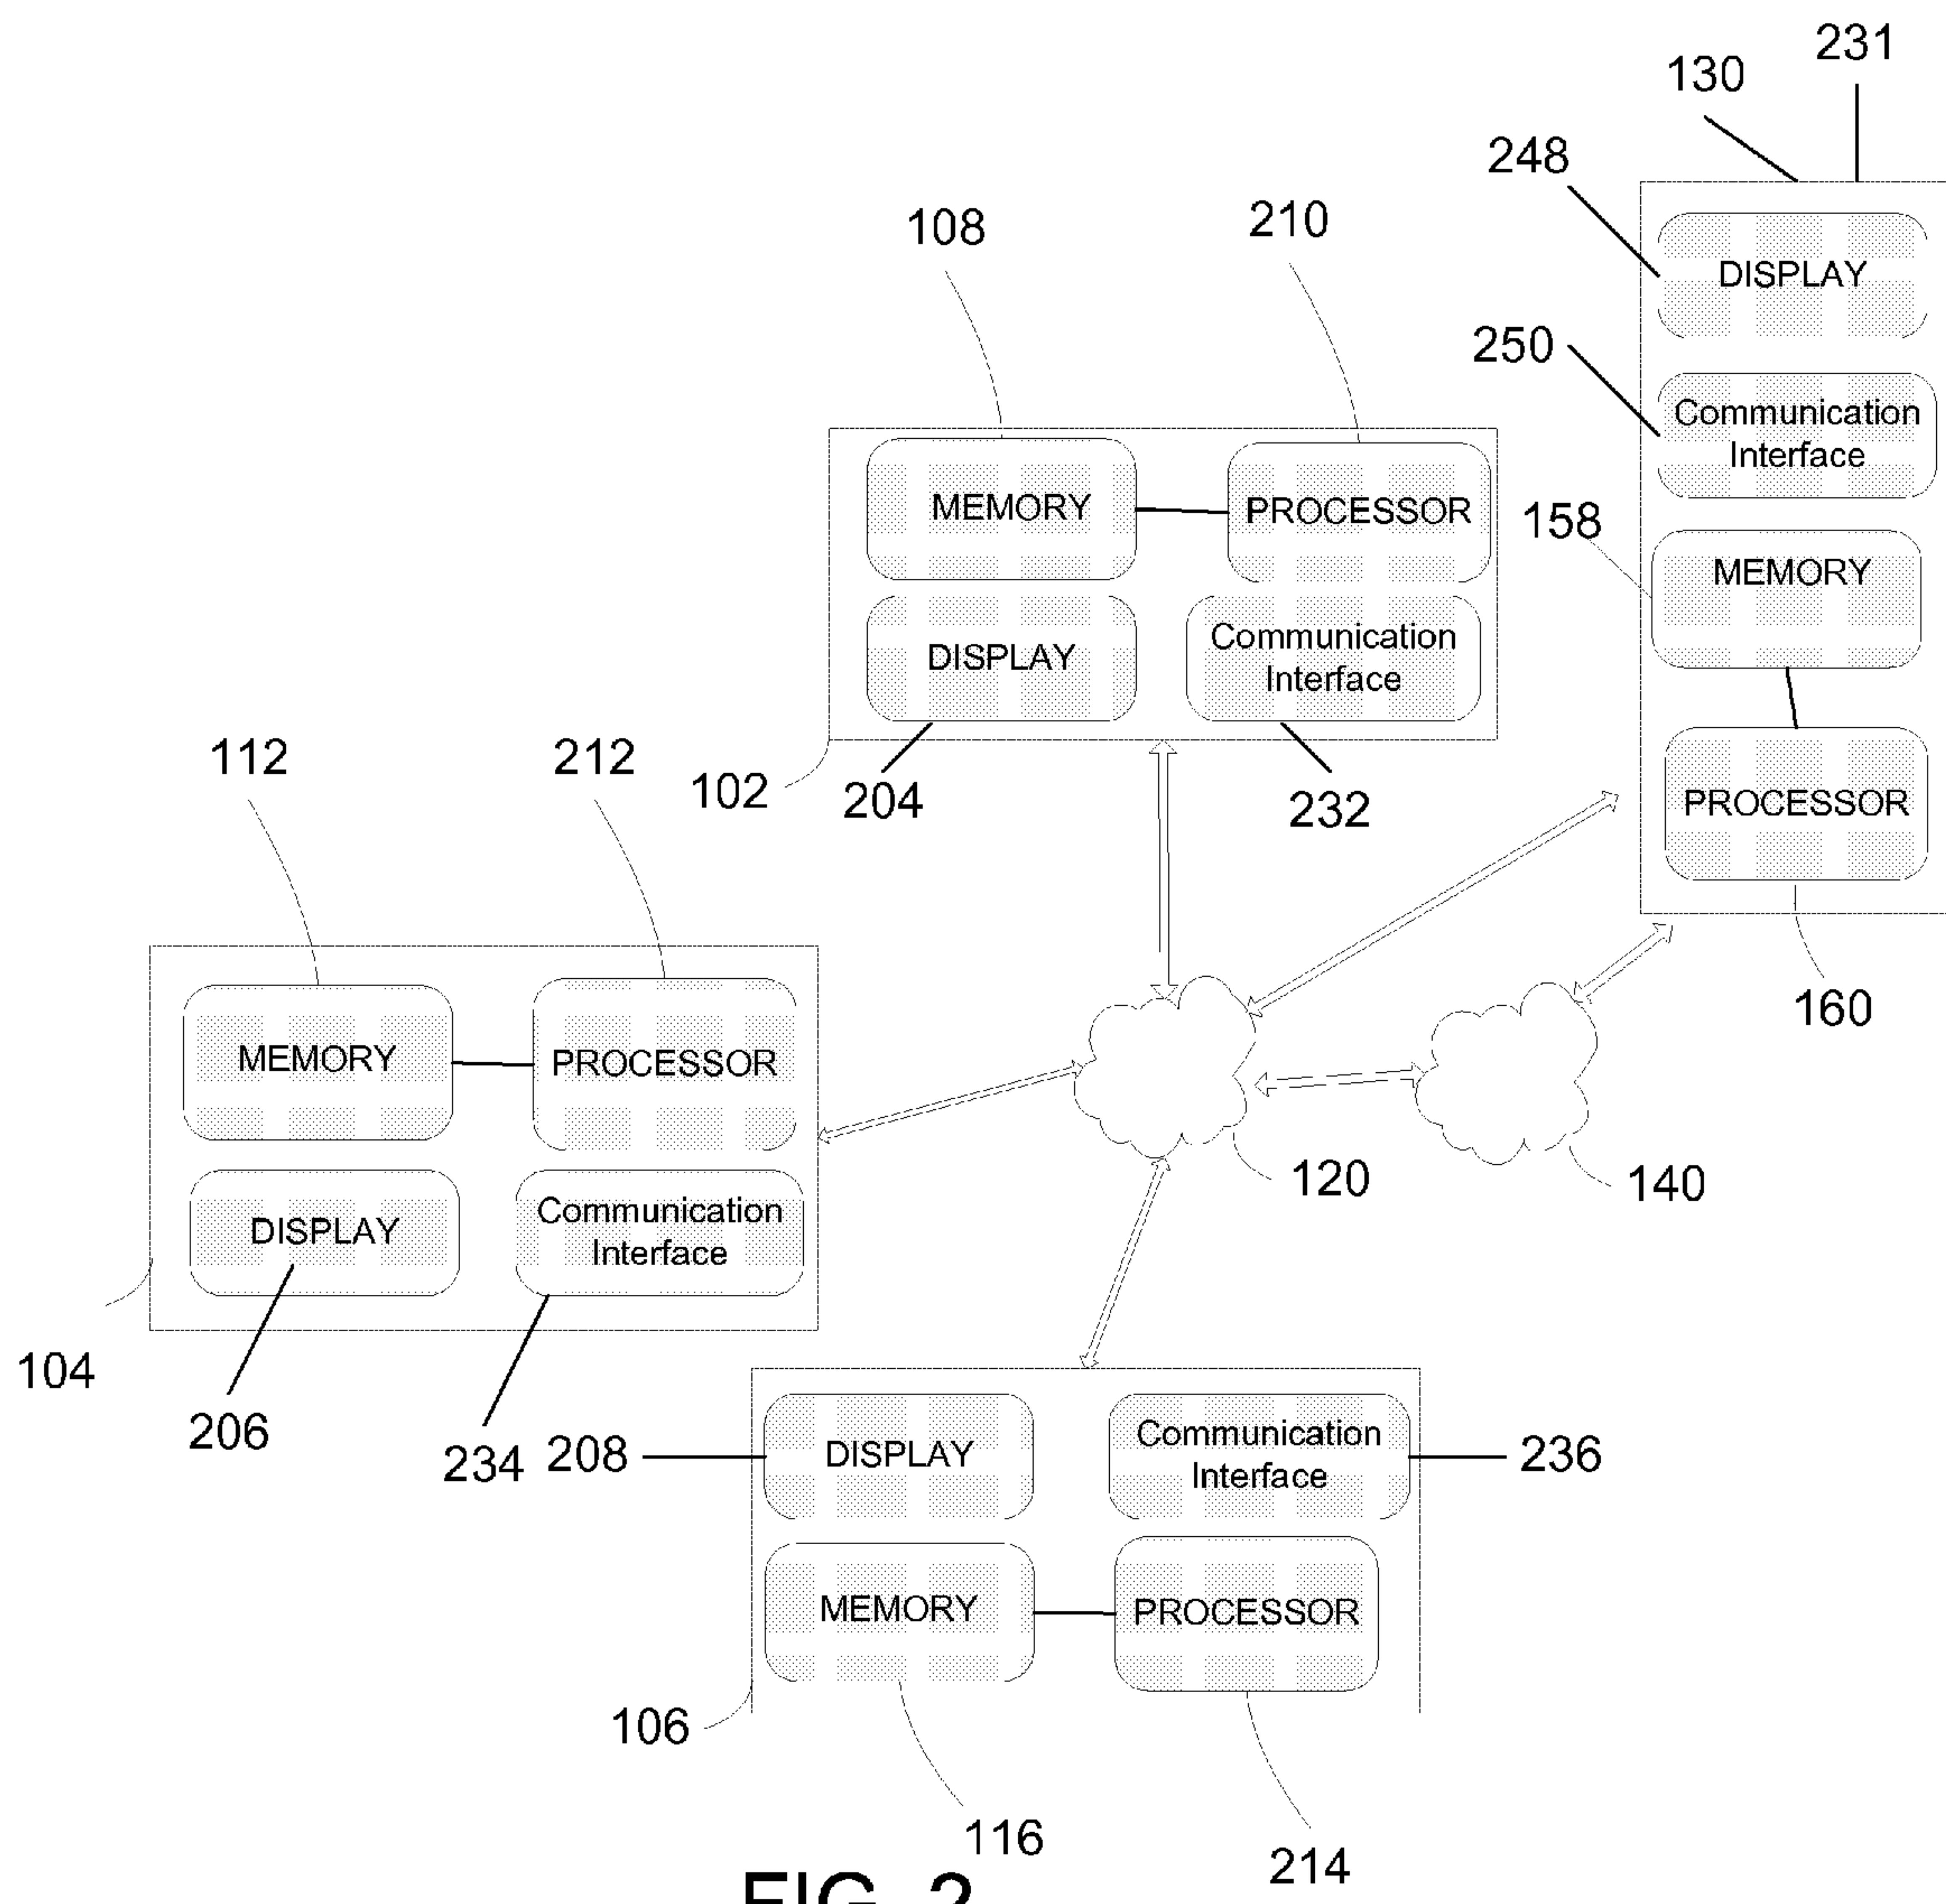 231
130
248
108
210
DISPLAY
250
Communication
Interface
MEMORY
PROCESSOR
158
MEMORY
DISPLAY
Communication
Interface
112
212
102
204
232
PROCESSOR
160
MEMORY
PROCESSOR
120
140
DISPLAY
Communication
Interface
104
206
234
208
DISPLAY
Communication
Interface
236
MEMORY
PROCESSOR
106
116
214
FIG. 2